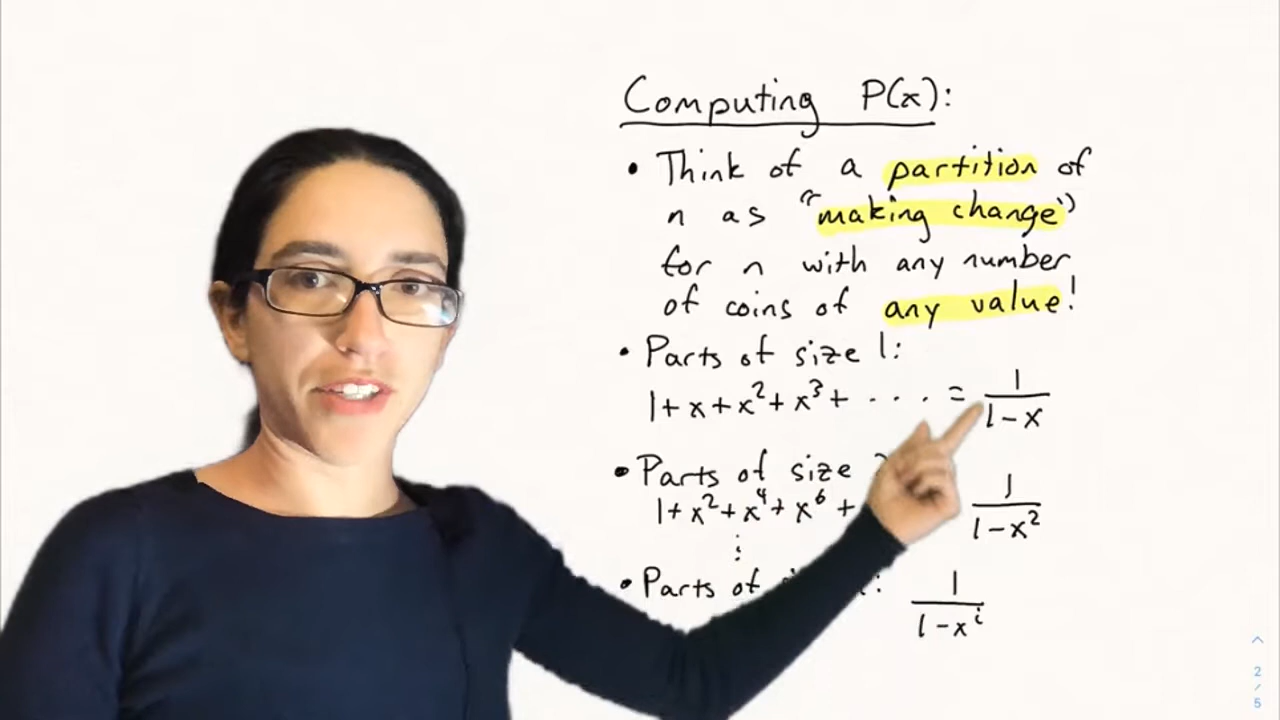 Computing P(x):
• Think of a partition of
n as "making change"
for n with any number
of coins of any value!
• Parts of size 1:
1 + x + x² + x³ + .... = 1/(1-x)
• Parts of size
1 + x² + x⁴ + x⁶ + 1/(1-x²)
⋮
• Parts of : 1/(1-xⁱ)
^
2
/
5